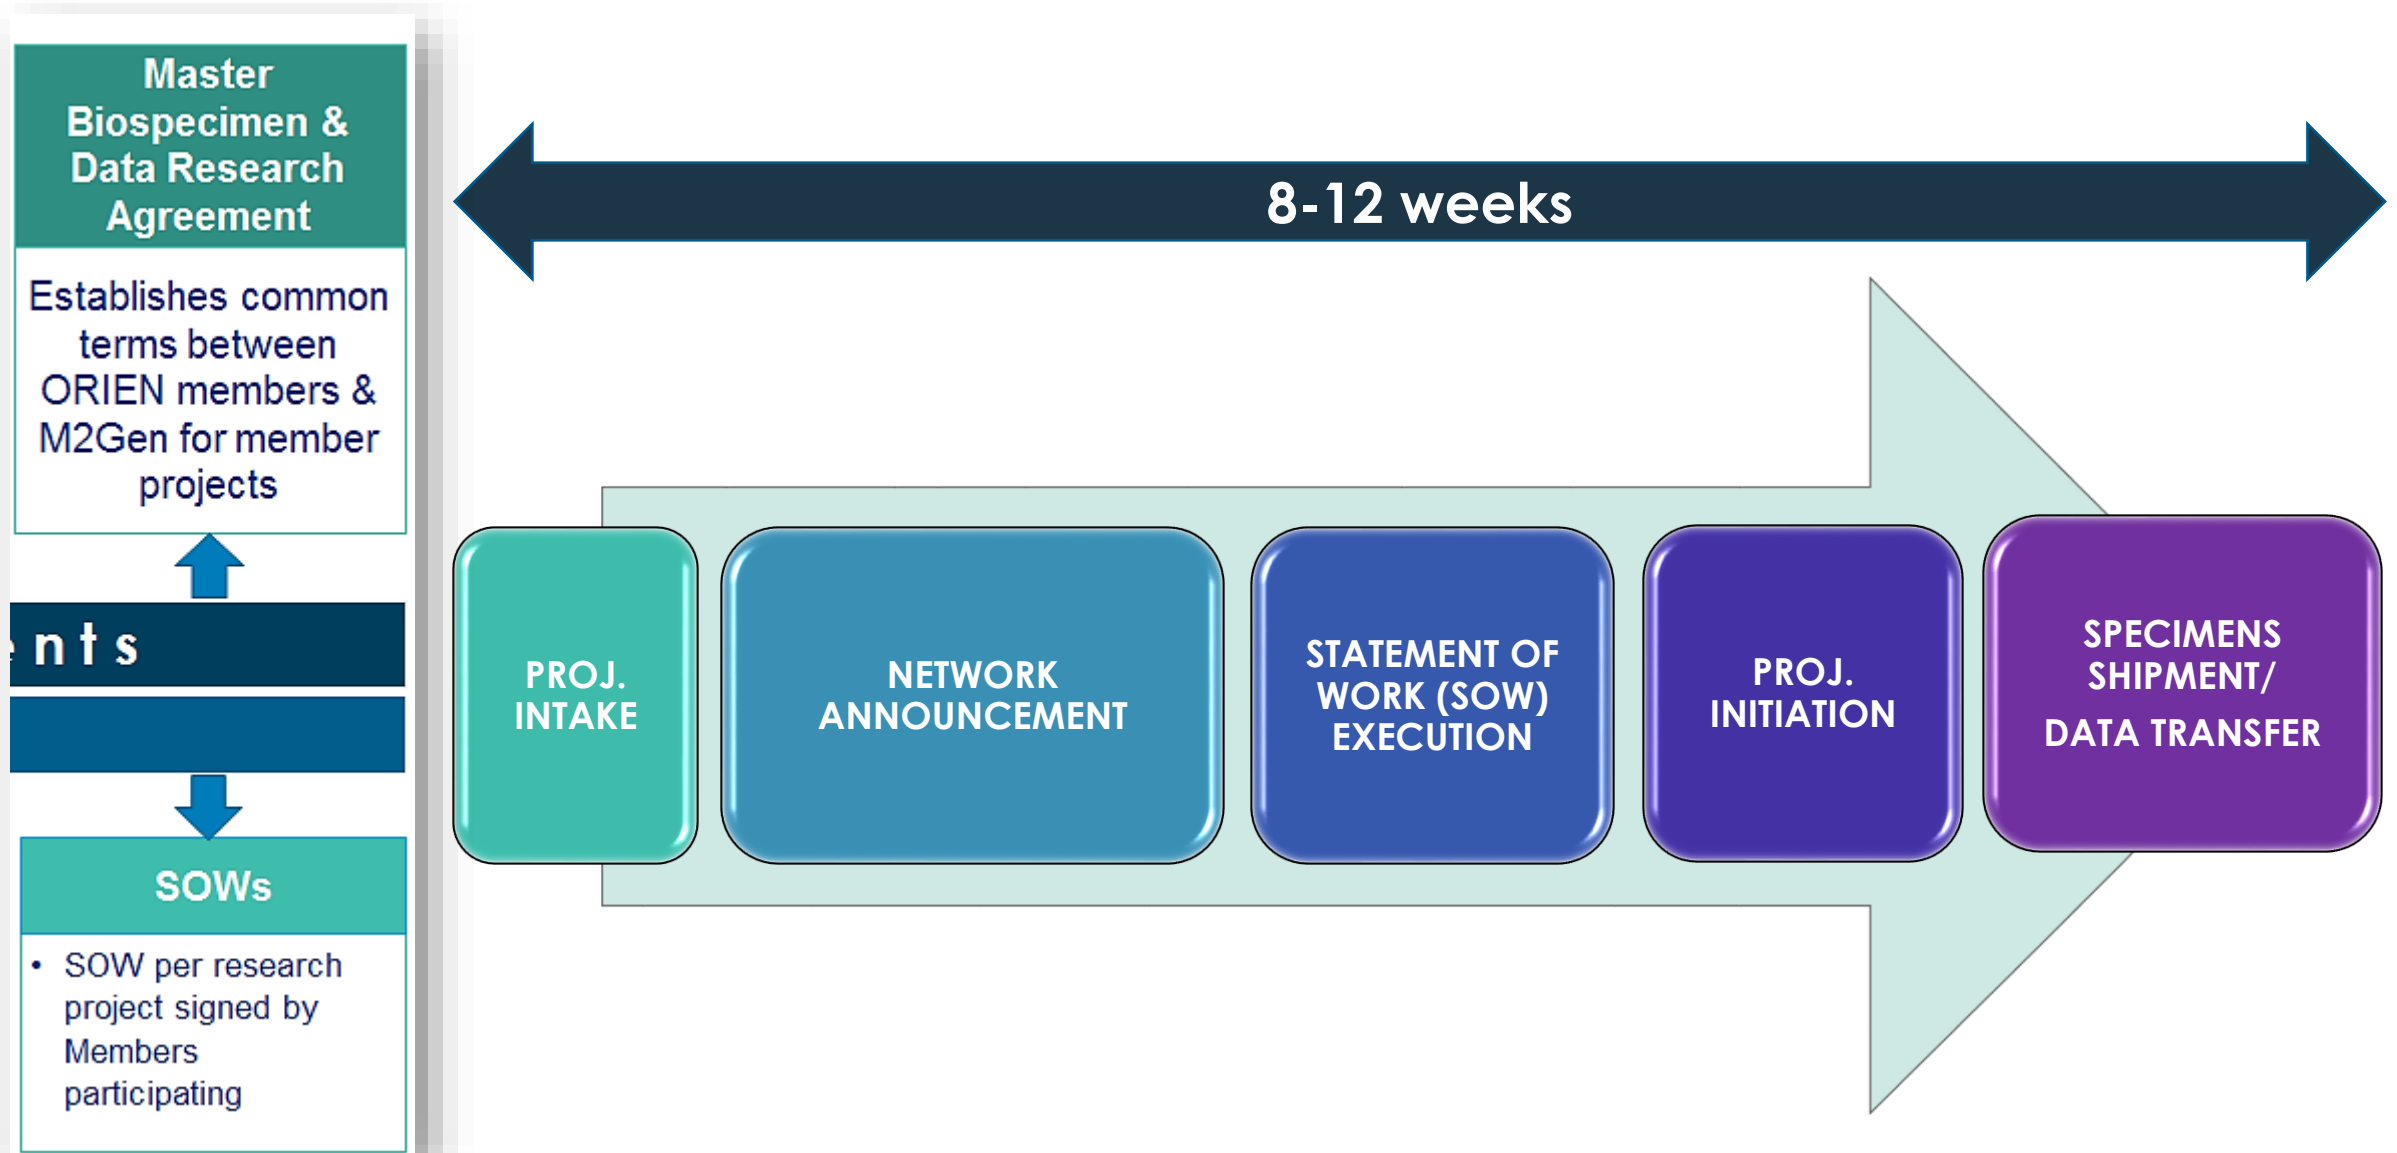 Master
Biospecimen &
Data Research
Agreement
Establishes common
terms between
ORIEN members &
M2Gen for member
projects
nts
SOWs
• SOW per research
project signed by
Members
participating
8-12 weeks
PROJ.
INTAKE
NETWORK
ANNOUNCEMENT
STATEMENT OF
WORK (SOW)
EXECUTION
PROJ.
INITIATION
SPECIMENS
SHIPMENT/
DATA TRANSFER